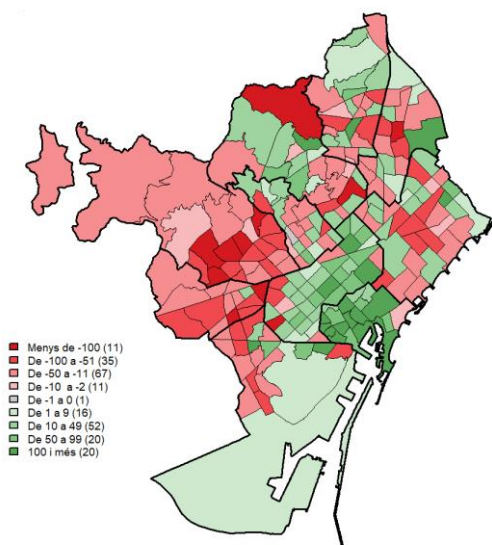 Menys de -100 (11)
De -100 a -51 (35)
De -50 a -11 (67)
De -10 a -2 (11)
De -1 a 0 (1)
De 1 a 9 (16)
De 10 a 49 (52)
De 50 a 99 (20)
100 i més (20)